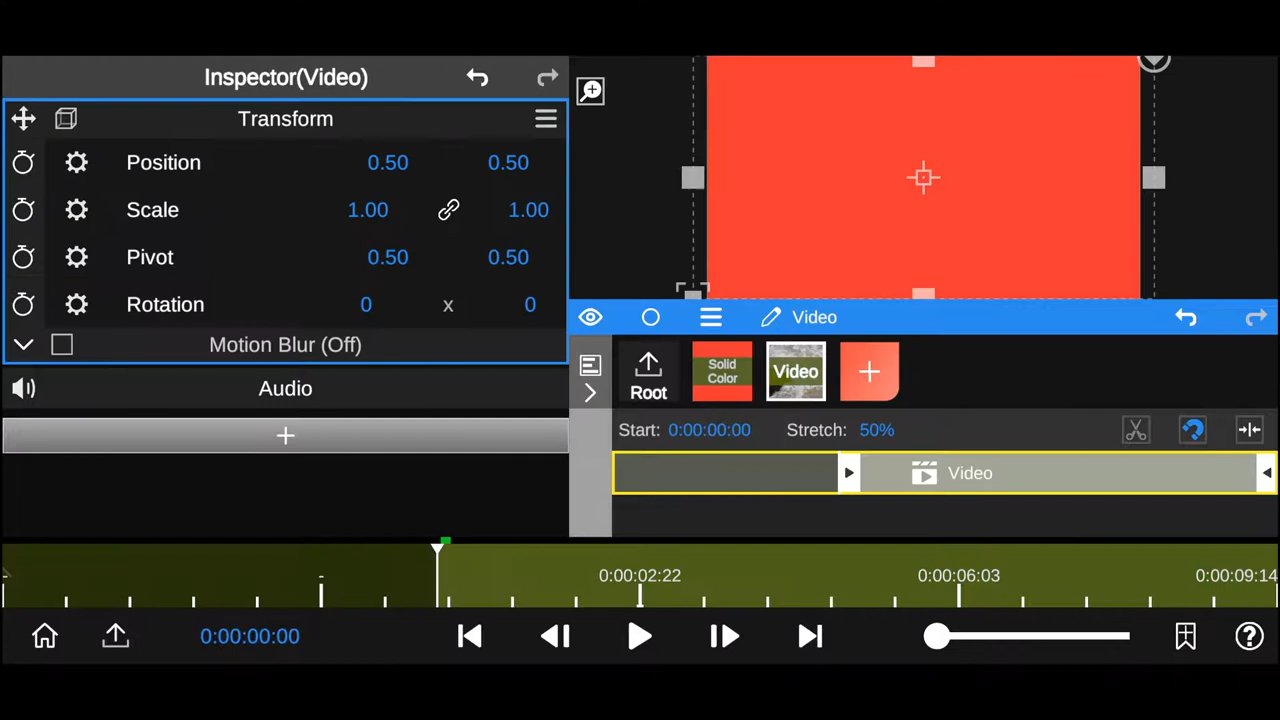 Inspector(Video)
Transform
Position 0.50 0.50
Scale 1.00 1.00
Pivot 0.50 0.50
Rotation 0 x 0
Motion Blur (Off)
Audio
+
Video
Root
Solid Color
Video
+
Start: 0:00:00:00 Stretch: 50%
Video
0:00:02:22 0:00:06:03 0:00:09:14
0:00:00:00